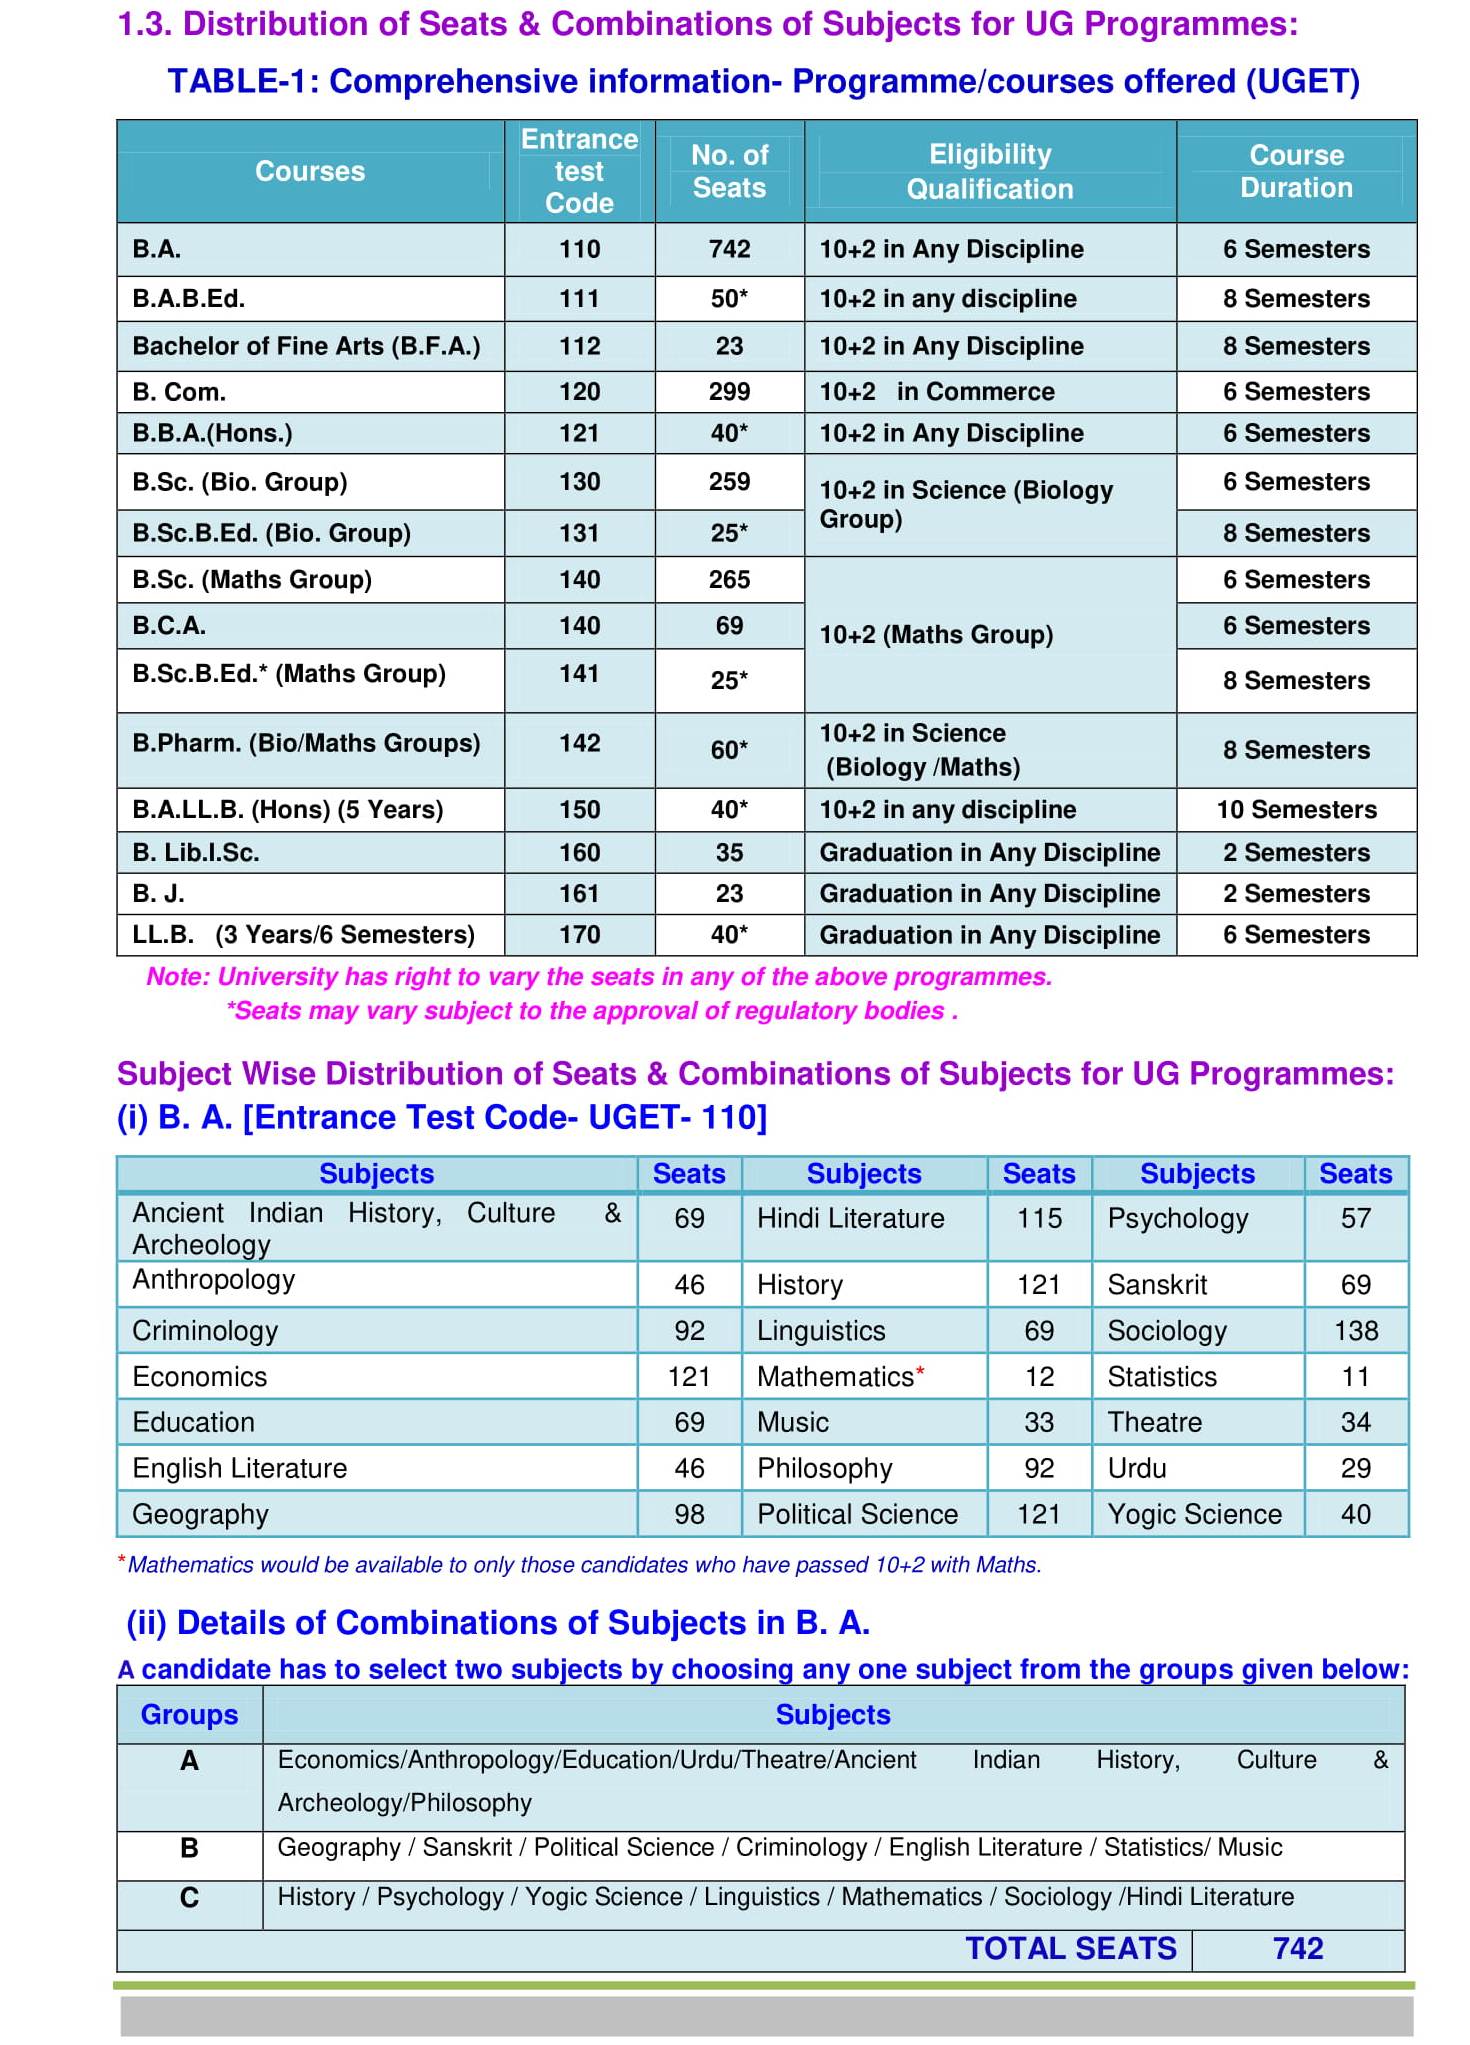 1.3. Distribution of Seats & Combinations of Subjects for UG Programmes:
TABLE-1: Comprehensive information- Programme/courses offered (UGET)
Courses Entrance test Code No. of Seats Eligibility Qualification Course Duration
B.A. 110 742 10+2 in Any Discipline 6 Semesters
B.A.B.Ed. 111 50* 10+2 in any discipline 8 Semesters
Bachelor of Fine Arts (B.F.A.) 112 23 10+2 in Any Discipline 8 Semesters
B. Com. 120 299 10+2 in Commerce 6 Semesters
B.B.A.(Hons.) 121 40* 10+2 in Any Discipline 6 Semesters
B.Sc. (Bio. Group) 130 259 10+2 in Science (Biology Group) 6 Semesters
B.Sc.B.Ed. (Bio. Group) 131 25* 8 Semesters
B.Sc. (Maths Group) 140 265 6 Semesters
B.C.A. 140 69 10+2 (Maths Group) 6 Semesters
B.Sc.B.Ed.* (Maths Group) 141 25* 8 Semesters
B.Pharm. (Bio/Maths Groups) 142 60* 10+2 in Science (Biology /Maths) 8 Semesters
B.A.LL.B. (Hons) (5 Years) 150 40* 10+2 in any discipline 10 Semesters
B. Lib.I.Sc. 160 35 Graduation in Any Discipline 2 Semesters
B. J. 161 23 Graduation in Any Discipline 2 Semesters
LL.B. (3 Years/6 Semesters) 170 40* Graduation in Any Discipline 6 Semesters
Note: University has right to vary the seats in any of the above programmes.
*Seats may vary subject to the approval of regulatory bodies .
Subject Wise Distribution of Seats & Combinations of Subjects for UG Programmes:
(i) B. A. [Entrance Test Code- UGET- 110]
Subjects Seats Subjects Seats Subjects Seats
Ancient Indian History, Culture & Archeology 69 Hindi Literature 115 Psychology 57
Anthropology 46 History 121 Sanskrit 69
Criminology 92 Linguistics 69 Sociology 138
Economics 121 Mathematics* 12 Statistics 11
Education 69 Music 33 Theatre 34
English Literature 46 Philosophy 92 Urdu 29
Geography 98 Political Science 121 Yogic Science 40
*Mathematics would be available to only those candidates who have passed 10+2 with Maths.
(ii) Details of Combinations of Subjects in B. A.
A candidate has to select two subjects by choosing any one subject from the groups given below:
Groups Subjects
A Economics/Anthropology/Education/Urdu/Theatre/Ancient Indian History, Culture &
Archeology/Philosophy
B Geography / Sanskrit / Political Science / Criminology / English Literature / Statistics/ Music
C History / Psychology / Yogic Science / Linguistics / Mathematics / Sociology /Hindi Literature
TOTAL SEATS 742